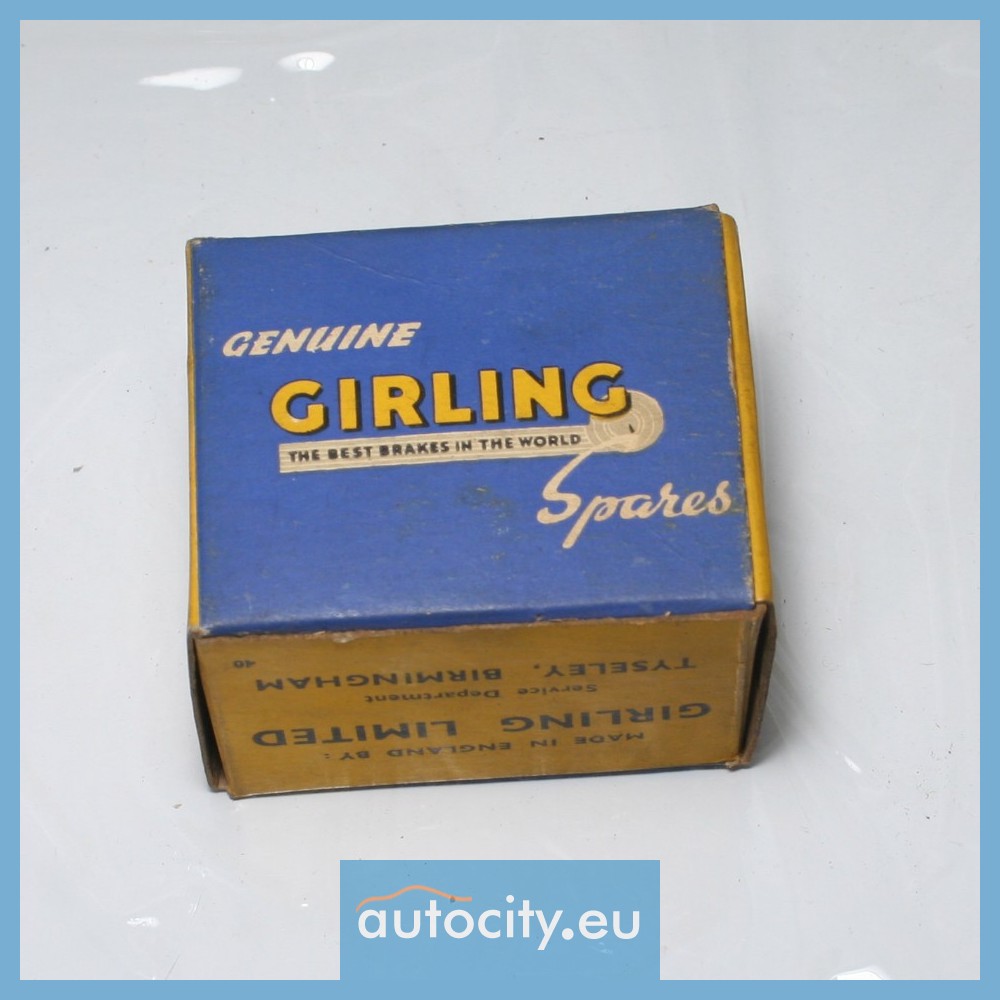 GENUINE
GIRLING
THE BEST BRAKES IN THE WORLD
Spares
MADE IN ENGLAND BY:
GIRLING LIMITED
Service Department
TYSELEY, BIRMINGHAM
40
autocity.eu